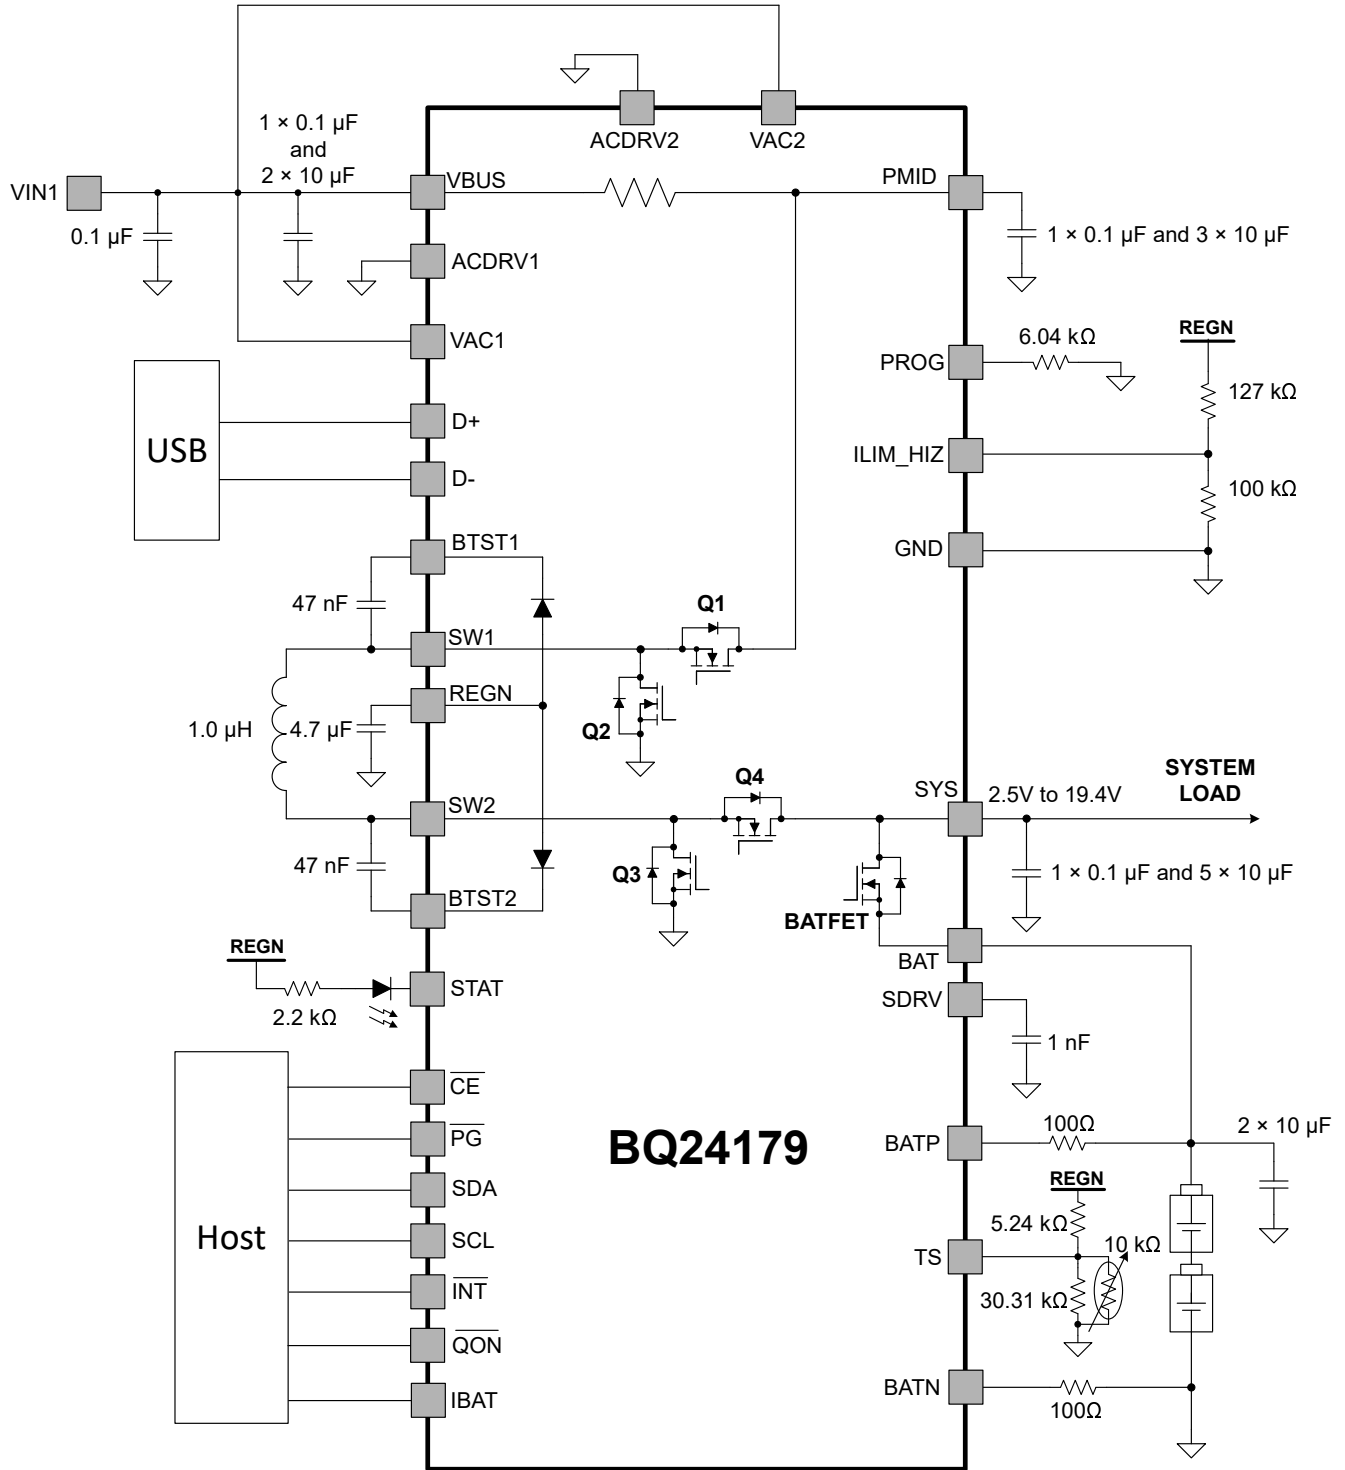 ACDRV2
VAC2
1 × 0.1 µF
and
2 × 10 µF
VIN1
0.1 µF
VBUS
PMID
1 × 0.1 µF and 3 × 10 µF
ACDRV1
VAC1
PROG
6.04 kΩ
REGN
127 kΩ
USB
D+
D-
ILIM_HIZ
100 kΩ
GND
BTST1
47 nF
SW1
Q1
REGN
1.0 µH
4.7 µF
Q2
SW2
Q4
SYS
2.5V to 19.4V
SYSTEM
LOAD
47 nF
Q3
1 × 0.1 µF and 5 × 10 µF
BTST2
BATFET
BAT
REGN
2.2 kΩ
STAT
SDRV
1 nF
Host
CE
PG
SDA
SCL
INT
QON
IBAT
BQ24179
BATP
100Ω
2 × 10 µF
REGN
5.24 kΩ
TS
10 kΩ
30.31 kΩ
BATN
100Ω